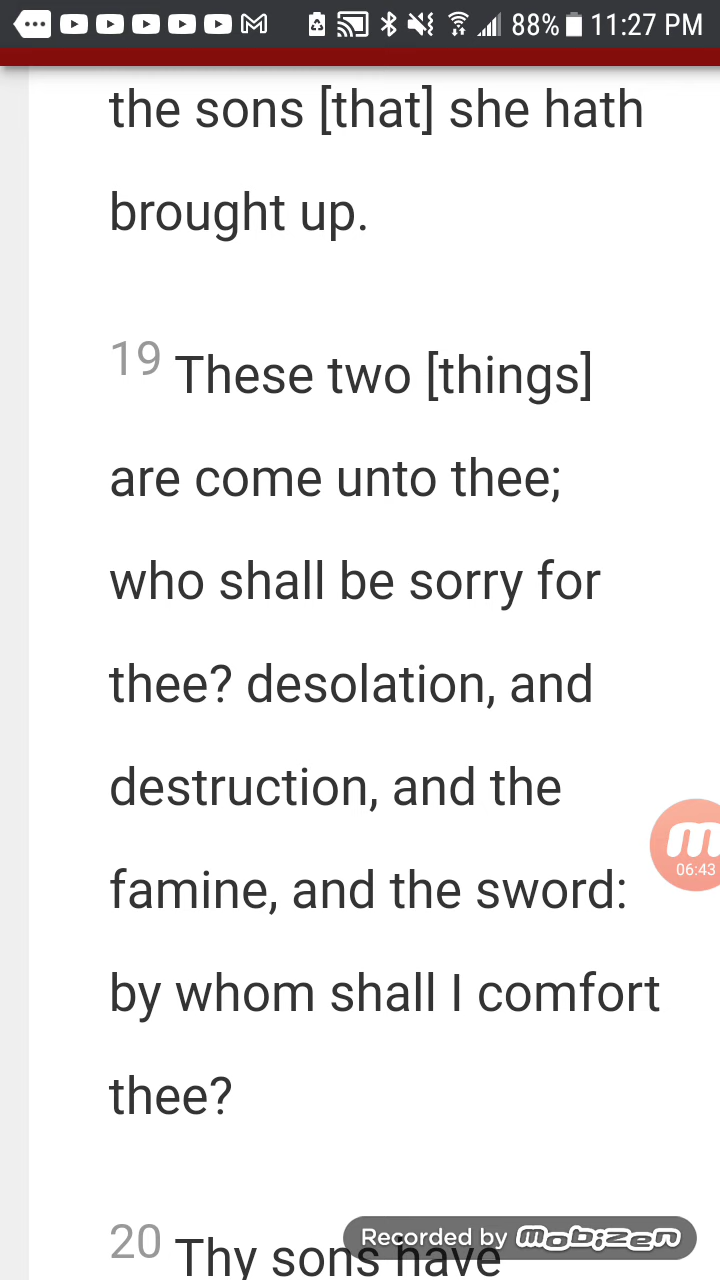 88% 11:27 PM
the sons [that] she hath
brought up.
19 These two [things]
are come unto thee;
who shall be sorry for
thee? desolation, and
destruction, and the
famine, and the sword:
06:43
by whom shall I comfort
thee?
20 Thy sons have
Recorded by mobizen